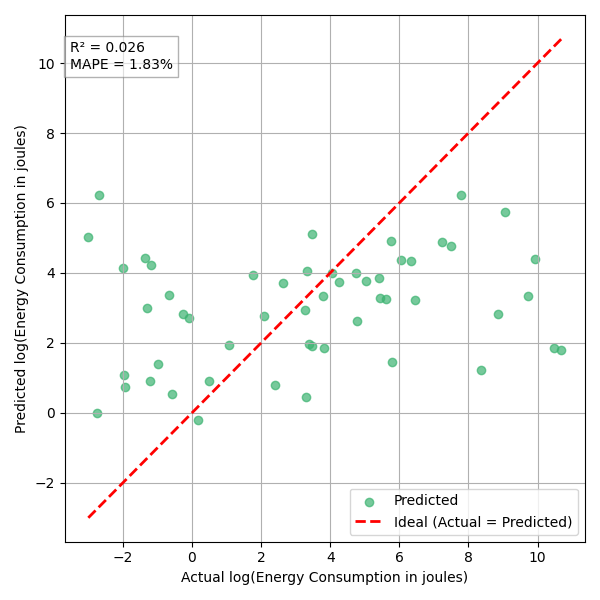 R² = 0.026
MAPE = 1.83%
10
8
6
4
2
0
−2
Predicted log(Energy Consumption in joules)
Predicted
Ideal (Actual = Predicted)
−2 0 2 4 6 8 10
Actual log(Energy Consumption in joules)